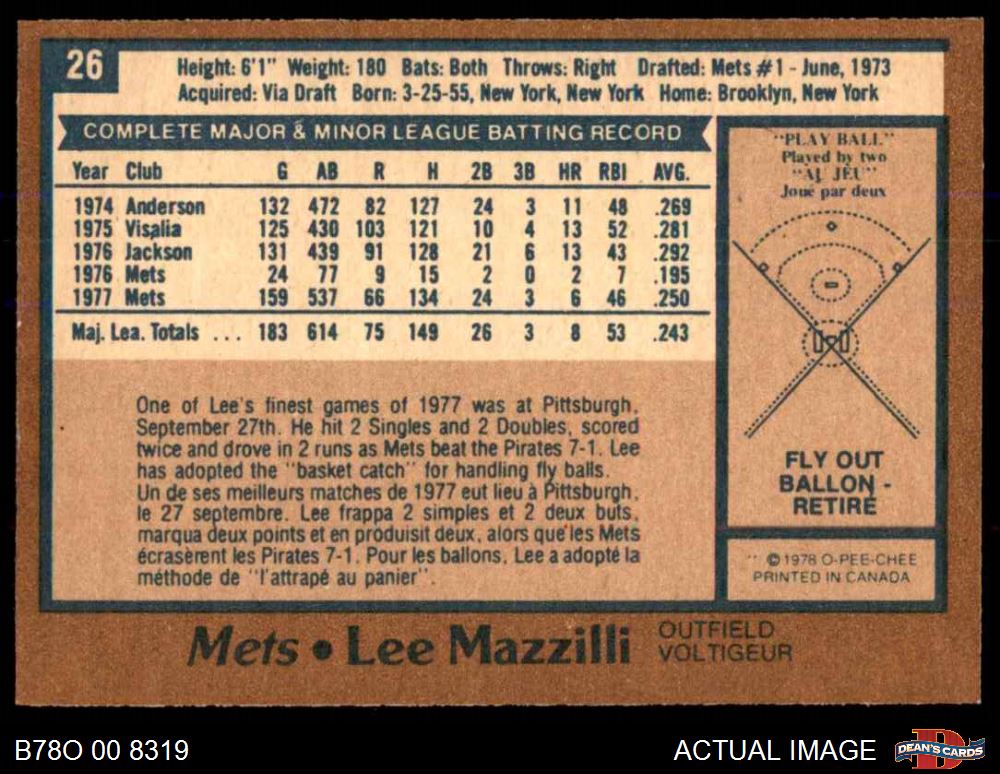 26
Height: 6'1" Weight: 180 Bats: Both Throws: Right Drafted: Mets #1 - June, 1973
Acquired: Via Draft Born: 3-25-55, New York, New York Home: Brooklyn, New York
COMPLETE MAJOR & MINOR LEAGUE BATTING RECORD
Year Club G AB R H 2B 3B HR RBI AVG.
1974 Anderson 132 472 82 127 24 3 11 48 .269
1975 Visalia 125 430 103 121 10 4 13 52 .281
1976 Jackson 131 439 91 128 21 6 13 43 .292
1976 Mets 24 77 9 15 2 0 2 7 .195
1977 Mets 159 537 66 134 24 3 6 46 .250
Maj. Lea. Totals ... 183 614 75 149 26 3 8 53 .243
One of Lee's finest games of 1977 was at Pittsburgh,
September 27th. He hit 2 Singles and 2 Doubles, scored
twice and drove in 2 runs as Mets beat the Pirates 7-1. Lee
has adopted the "basket catch" for handling fly balls.
Un de ses meilleurs matches de 1977 eut lieu à Pittsburgh,
le 27 septembre. Lee frappa 2 simples et 2 deux buts,
marqua deux points et en produisit deux, alors que les Mets
écrasèrent les Pirates 7-1. Pour les ballons, Lee a adopté la
méthode de "l'attrapé au panier".
"PLAY BALL"
Played by two
"AU JEU"
Joué par deux
FLY OUT
BALLON -
RETIRÉ
© 1978 O-PEE-CHEE
PRINTED IN CANADA
Mets • Lee Mazzilli
OUTFIELD
VOLTIGEUR
B78O 00 8319
ACTUAL IMAGE
DEAN'S CARDS